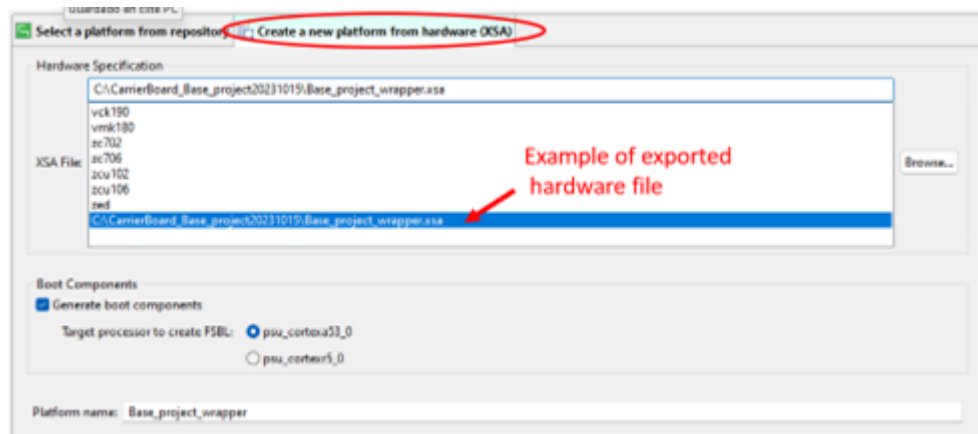 Guardado en Este PC
Select a platform from repository Create a new platform from hardware (XSA)
Hardware Specification
C:\CarrierBoard_Base_project20231015\Base_project_wrapper.xsa
vck190
vmk180
zc702
zc706
XSA File: Browse...
zcu102
zcu106
zed
C:\CarrierBoard_Base_project20231015\Base_project_wrapper.xsa
Example of exported
hardware file
Boot Components
Generate boot components
Target processor to create FSBL: psu_cortexa53_0
psu_cortexr5_0
Platform name: Base_project_wrapper